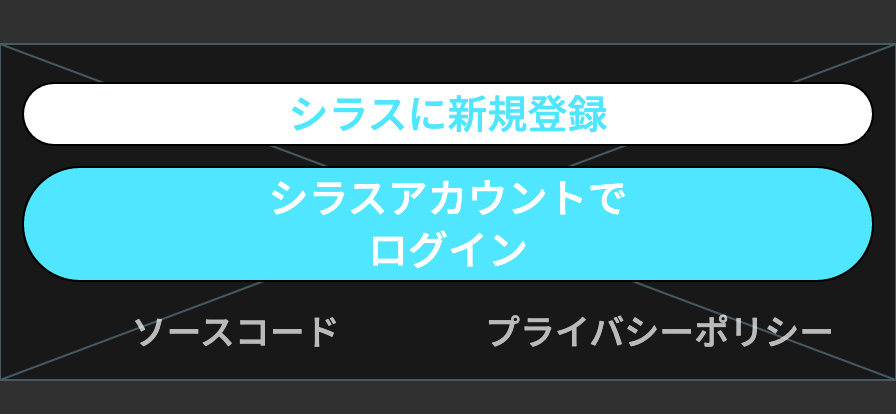 シラスに新規登録
シラスアカウントで
ログイン
ソースコード
プライバシーポリシー